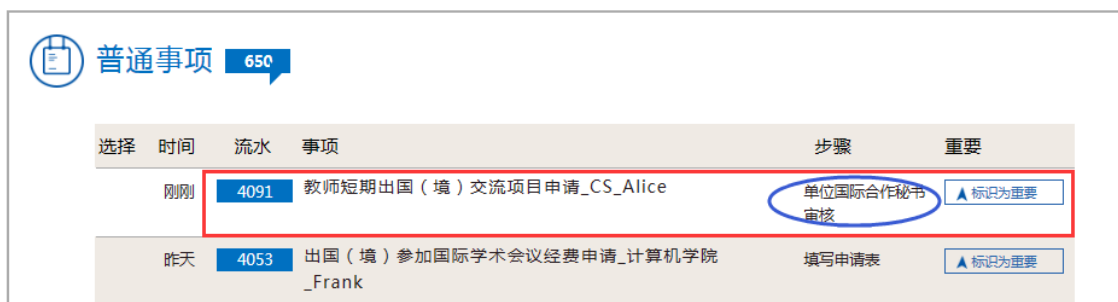 普通事项 650
选择 时间 流水 事项 步骤 重要
刚刚 4091 教师短期出国（境）交流项目申请_CS_Alice 单位国际合作秘书 标识为重要
审核
昨天 4053 出国（境）参加国际学术会议经费申请_计算机学院 填写申请表 标识为重要
_Frank